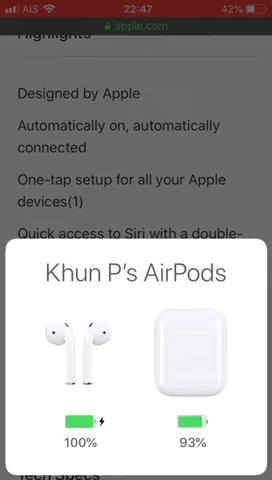 AIS 22:47 42%
apple.com
Highlights
Designed by Apple
Automatically on, automatically
connected
One-tap setup for all your Apple
devices(1)
Quick access to Siri with a double-
Khun P's AirPods
100% 93%
Tech Specs